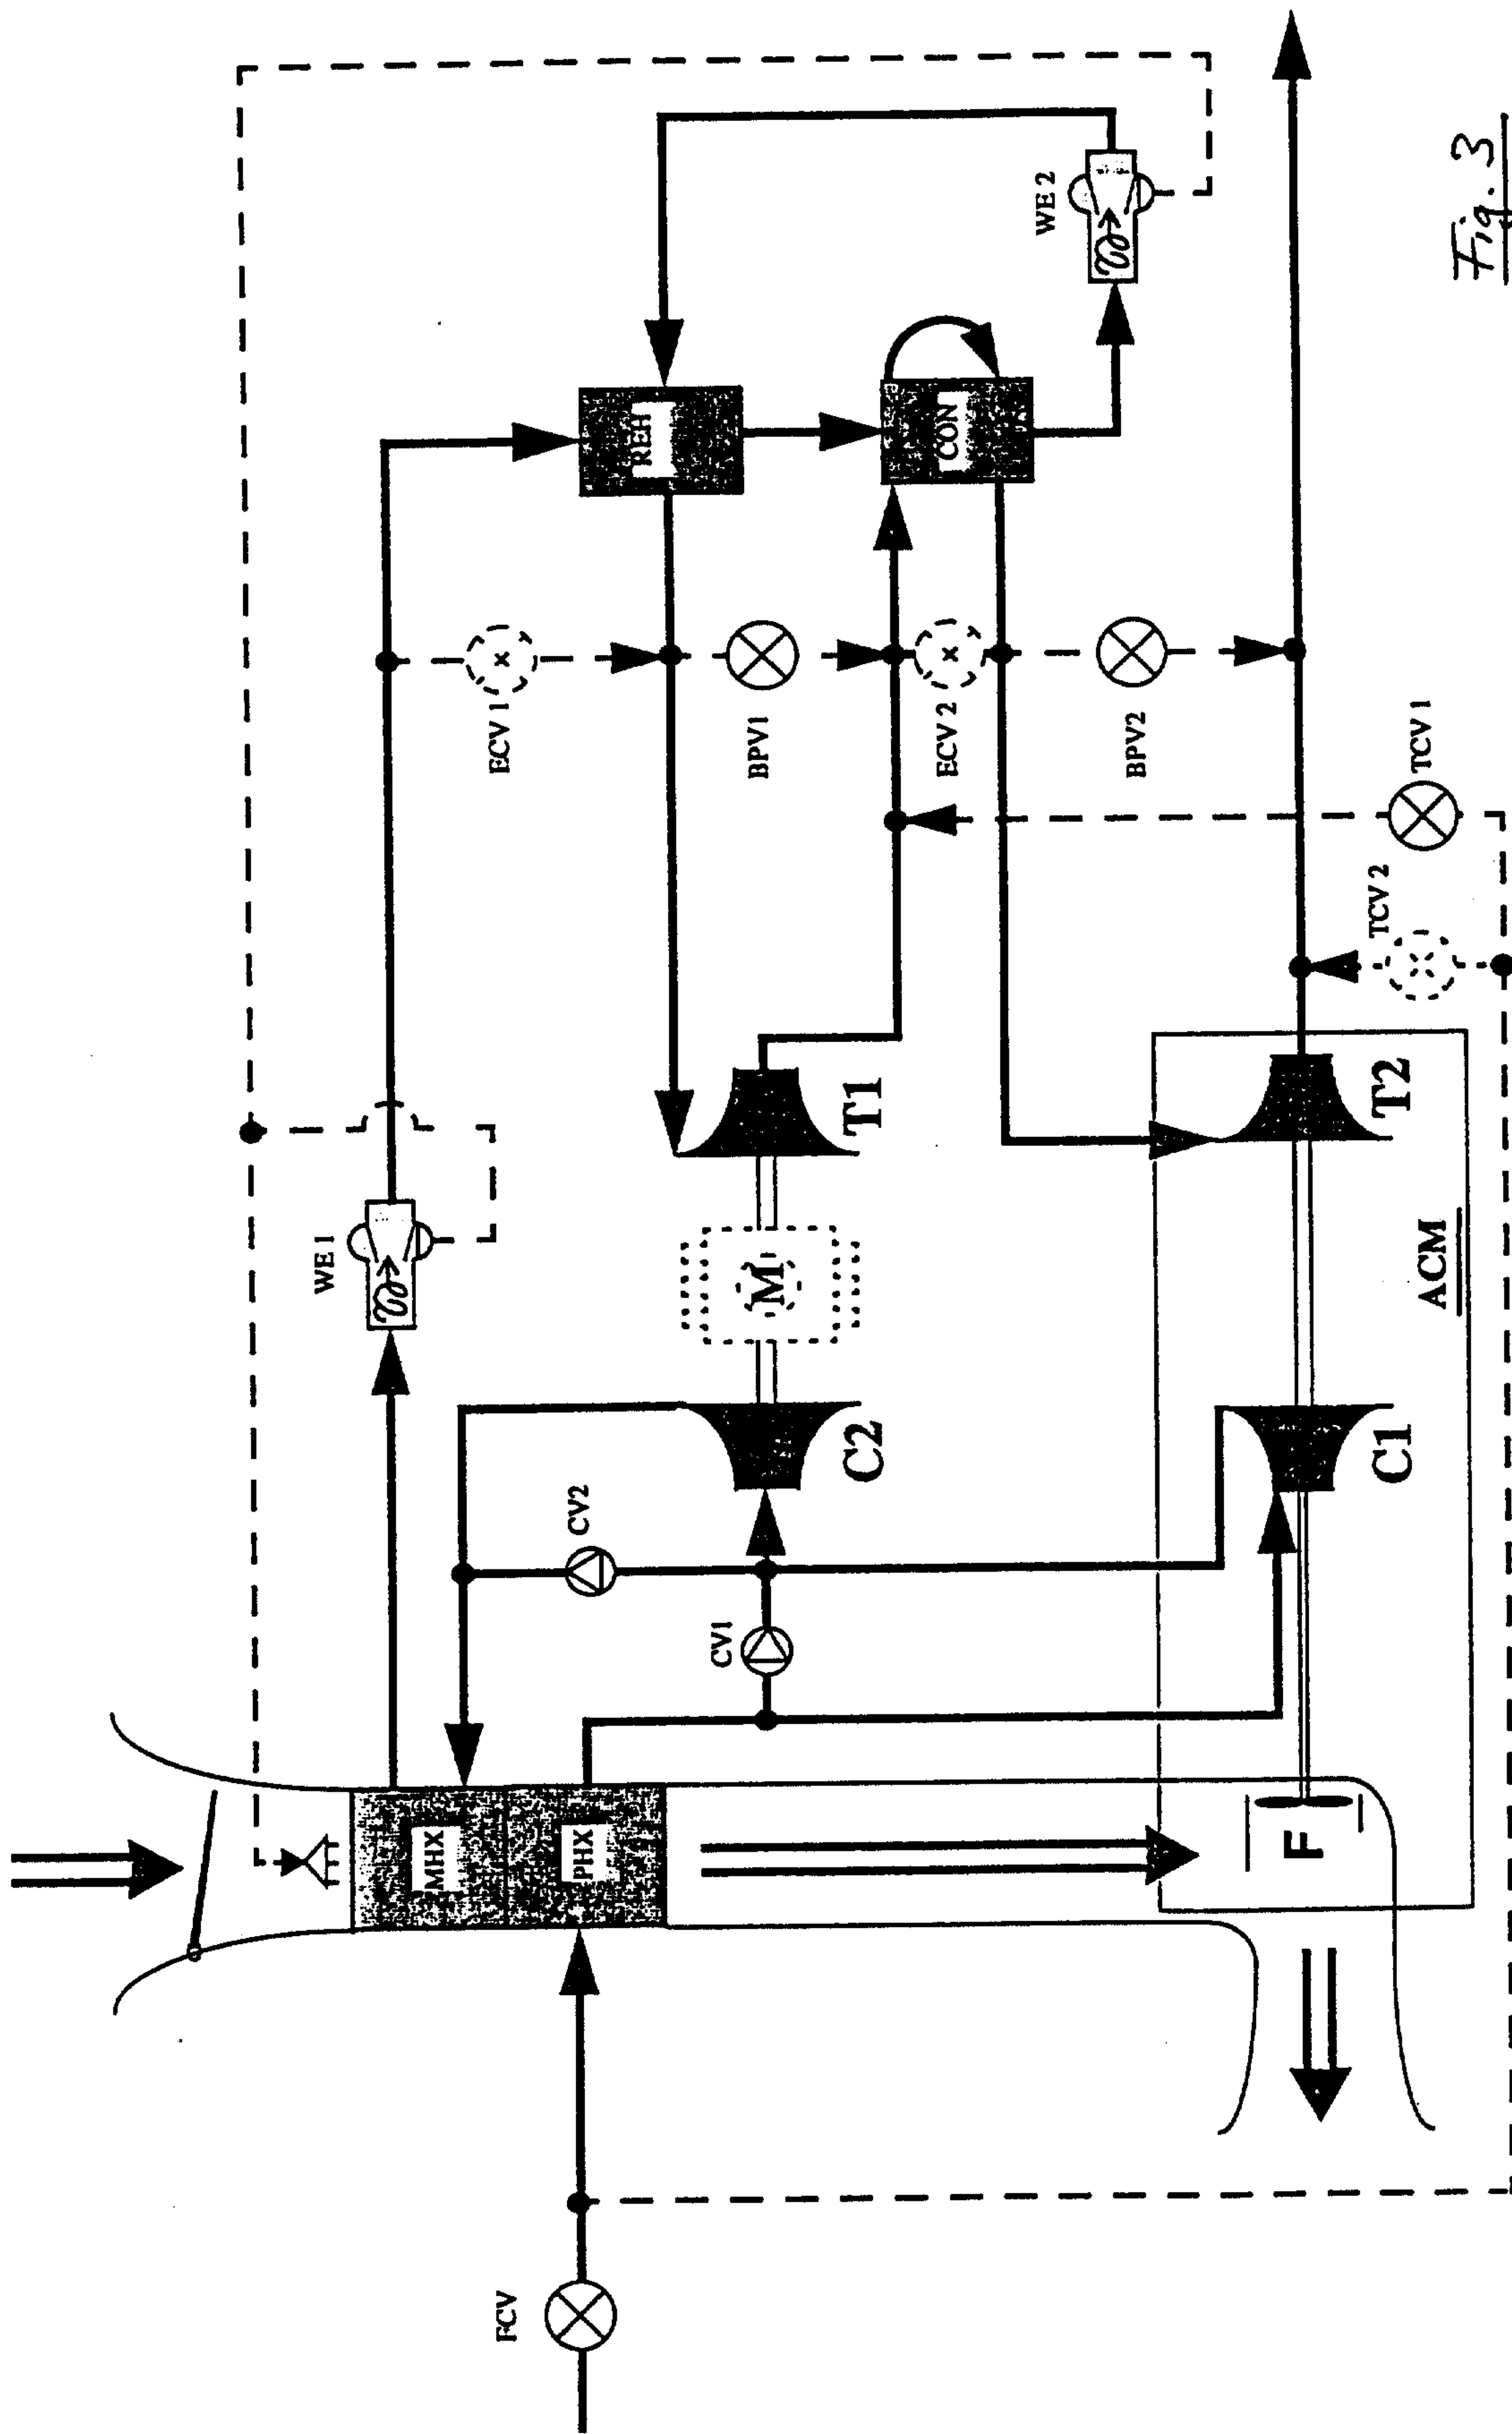 FCV
MHX
PHX
CV1
CV2
C2
C1
F
WE 1
M
T1
T2
ACM
ECV 1
BPV1
ECV 2
BPV2
TCV 1
TCV 2
REH
CON
WE 2
Fig. 3